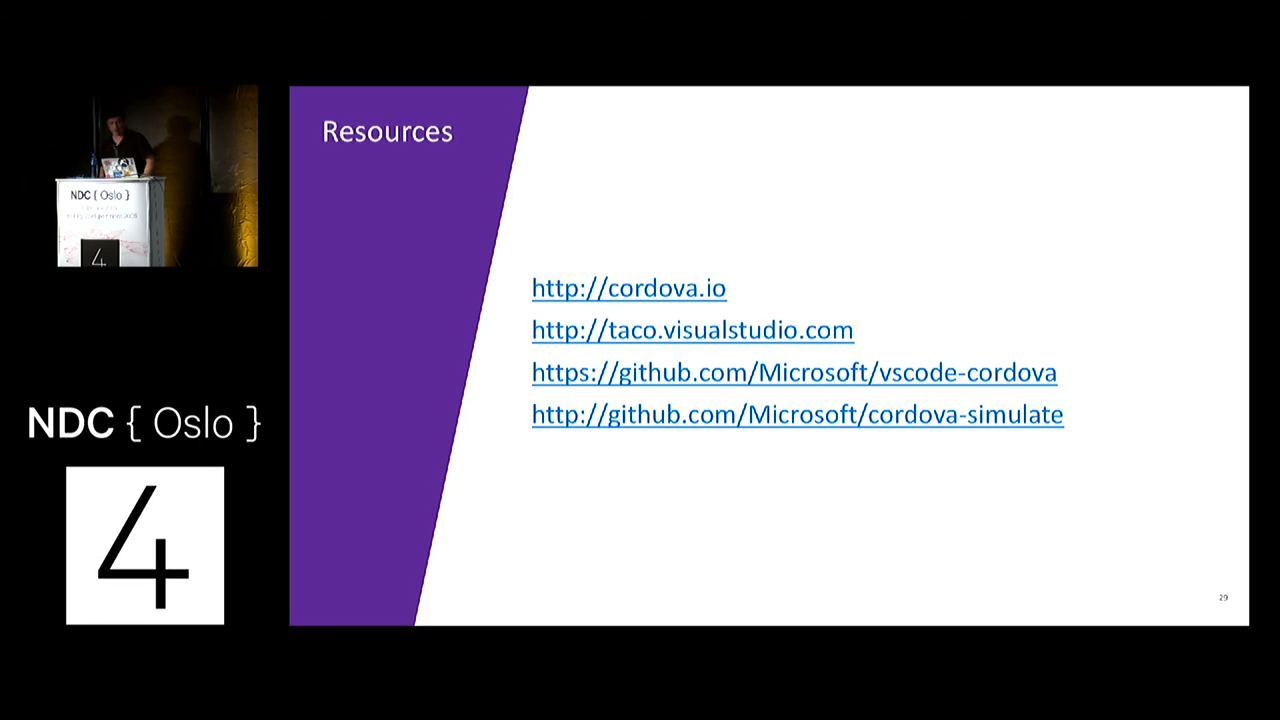 Resources
http://cordova.io
http://taco.visualstudio.com
https://github.com/Microsoft/vscode-cordova
http://github.com/Microsoft/cordova-simulate
29
NDC { Oslo }
4
NDC { Oslo }
4